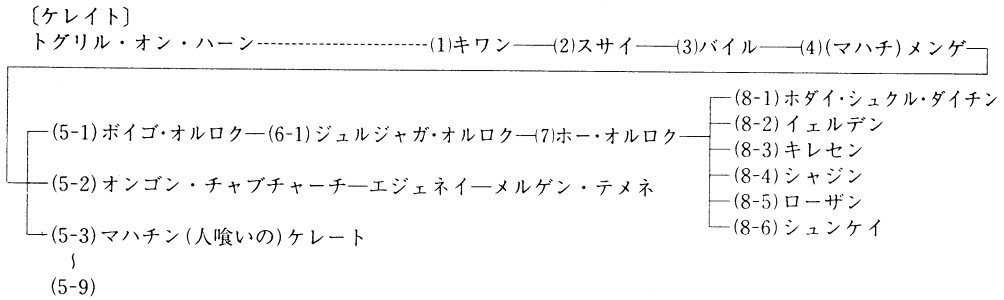 〔ケレイト〕
トグリル・オン・ハーン----------------------(1)キワン──(2)スサイ──(3)バイル──(4)(マハチ)メンゲ
(8-1)ホダイ・シュクル・ダイチン
(5-1)ボイゴ・オルロク─(6-1)ジュルジャガ・オルロク─(7)ホー・オルロク
(8-2)イェルデン
(8-3)キレセン
(5-2)オンゴン・チャブチャーチ─エジェネイ─メルゲン・テメネ
(8-4)シャジン
(8-5)ローザン
(5-3)マハチン(人喰いの)ケレート
(8-6)シュンケイ
〜
(5-9)